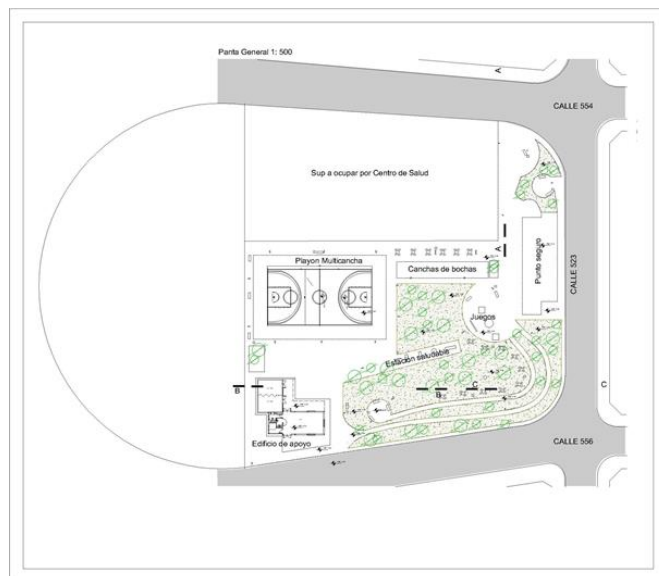 Panta General 1: 500
A
CALLE 554
Sup a ocupar por Centro de Salud
A
Playon Multicancha
Canchas de bochas
Punto seguro
CALLE 523
Juegos
Estación saludable
B
B
C
C
Edificio de apoyo
CALLE 556